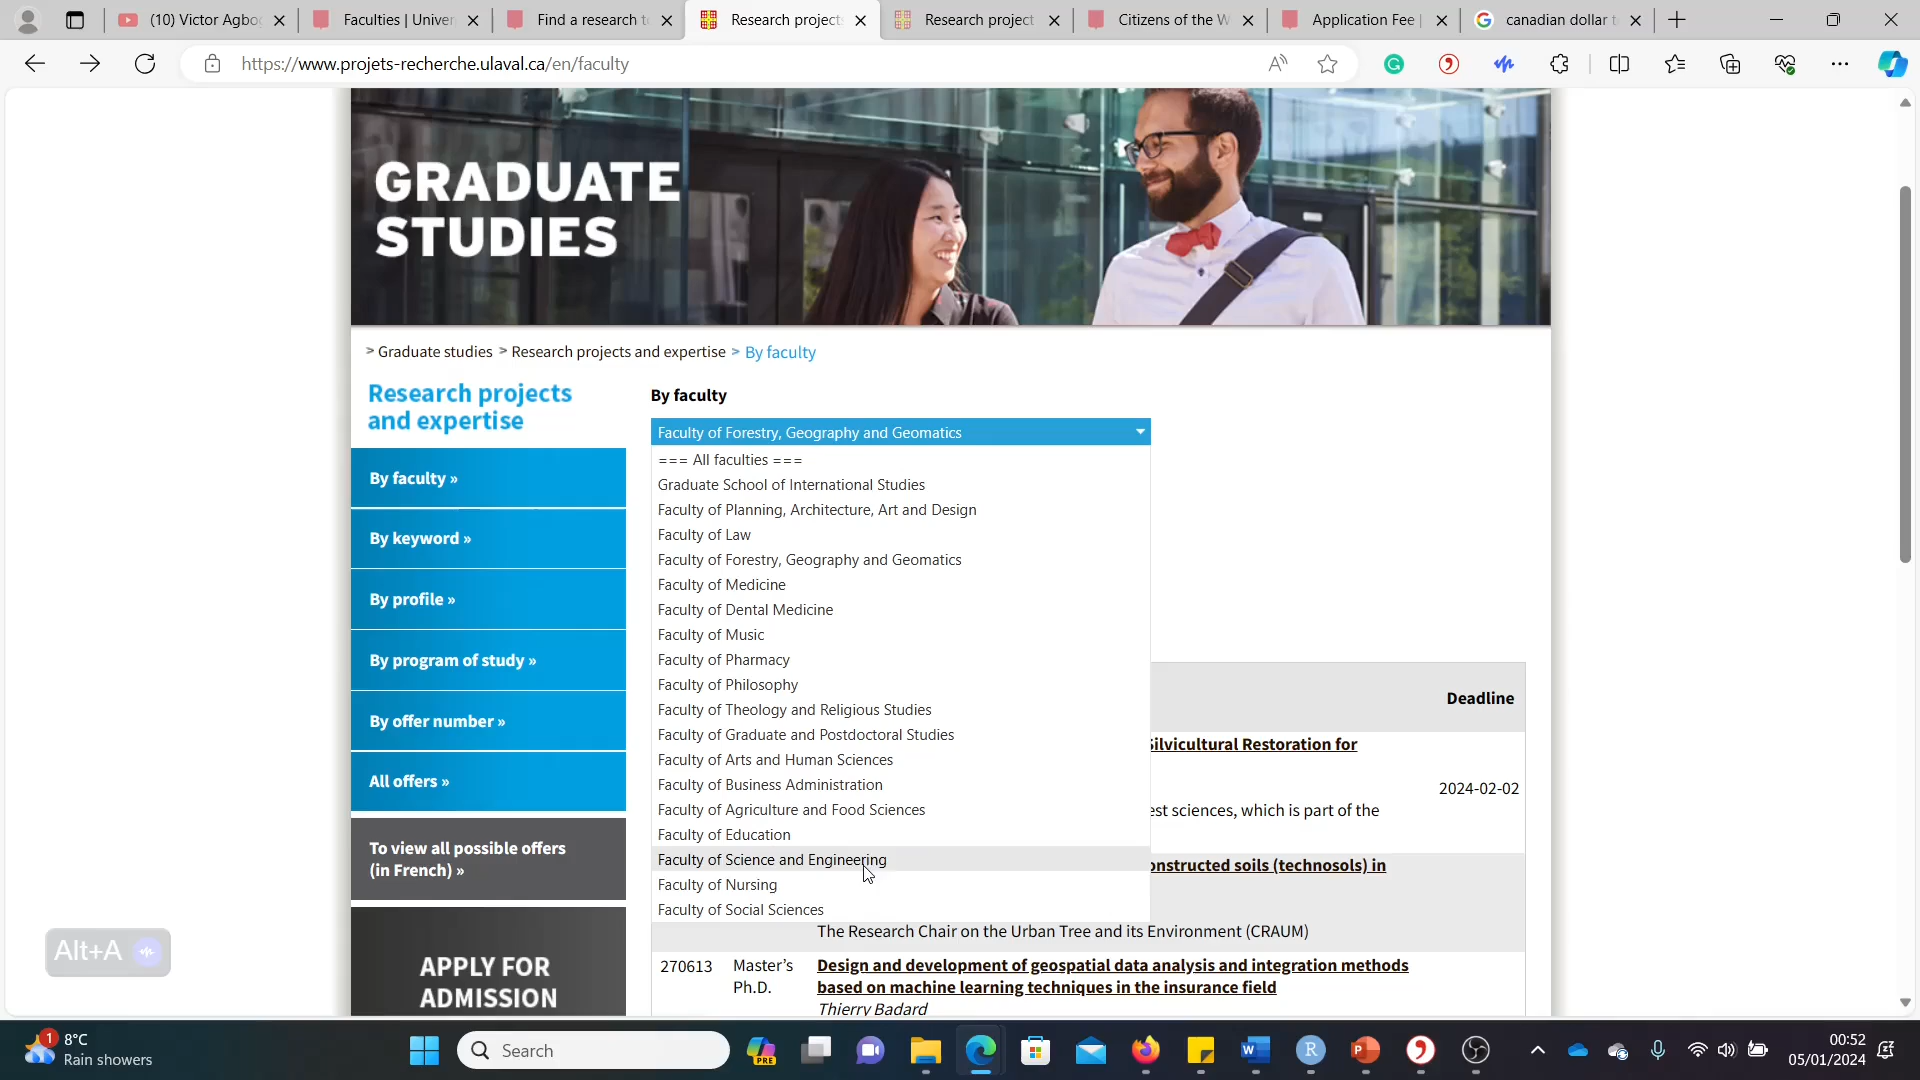 (10) Victor Agbo
Faculties | Univer
Find a research t
Research project
Research project
Citizens of the W
Application Fee |
canadian dollar t
https://www.projets-recherche.ulaval.ca/en/faculty
GRADUATE
STUDIES
> Graduate studies > Research projects and expertise > By faculty
Research projects
and expertise
By faculty »
By keyword »
By profile »
By program of study »
By offer number »
All offers »
To view all possible offers
(in French) »
APPLY FOR
ADMISSION
By faculty
Faculty of Forestry, Geography and Geomatics
=== All faculties ===
Graduate School of International Studies
Faculty of Planning, Architecture, Art and Design
Faculty of Law
Faculty of Forestry, Geography and Geomatics
Faculty of Medicine
Faculty of Dental Medicine
Faculty of Music
Faculty of Pharmacy
Faculty of Philosophy
Faculty of Theology and Religious Studies
Faculty of Graduate and Postdoctoral Studies
Faculty of Arts and Human Sciences
Faculty of Business Administration
Faculty of Agriculture and Food Sciences
Faculty of Education
Faculty of Science and Engineering
Faculty of Nursing
Faculty of Social Sciences
Deadline
Silvicultural Restoration for
2024-02-02
est sciences, which is part of the
onstructed soils (technosols) in
The Research Chair on the Urban Tree and its Environment (CRAUM)
270613 Master's Design and development of geospatial data analysis and integration methods
Ph.D. based on machine learning techniques in the insurance field
Thierry Badard
Alt+A
1
8°C
Rain showers
Search
PRE
00:52
05/01/2024